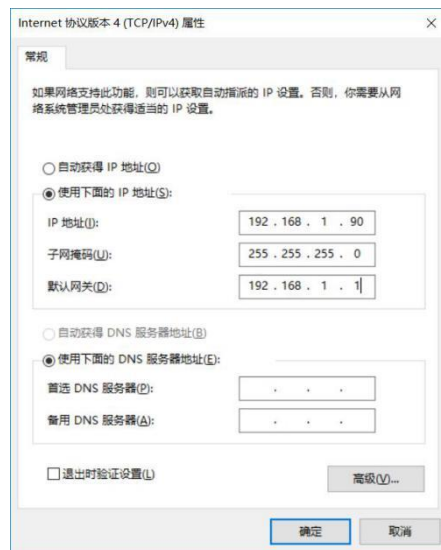 Internet 协议版本 4 (TCP/IPv4) 属性
常规
如果网络支持此功能，则可以获取自动指派的 IP 设置。否则，你需要从网
络系统管理员处获得适当的 IP 设置。
自动获得 IP 地址(O)
使用下面的 IP 地址(S):
IP 地址(I): 192 . 168 . 1 . 90
子网掩码(U): 255 . 255 . 255 . 0
默认网关(D): 192 . 168 . 1 . 1
自动获得 DNS 服务器地址(B)
使用下面的 DNS 服务器地址(E):
首选 DNS 服务器(P): . . .
备用 DNS 服务器(A): . . .
退出时验证设置(L)
高级(V)...
确定 取消